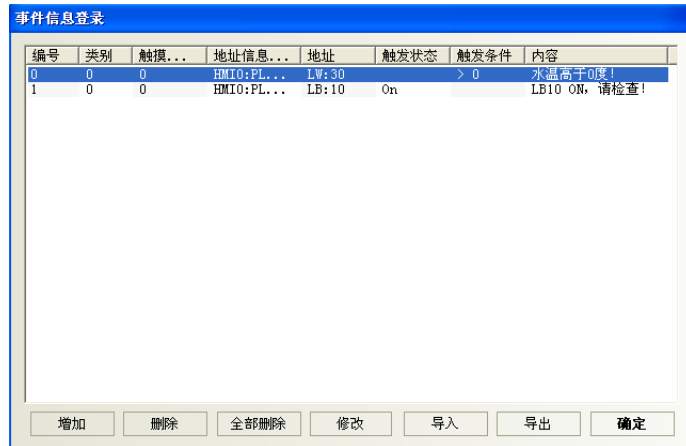 事件信息登录
编号 类别 触摸... 地址信息... 地址 触发状态 触发条件 内容
0 0 0 HMI0:PL... LW:30 > 0 水温高于0度!
1 0 0 HMI0:PL... LB:10 On LB10 ON，请检查!
增加 删除 全部删除 修改 导入 导出 确定